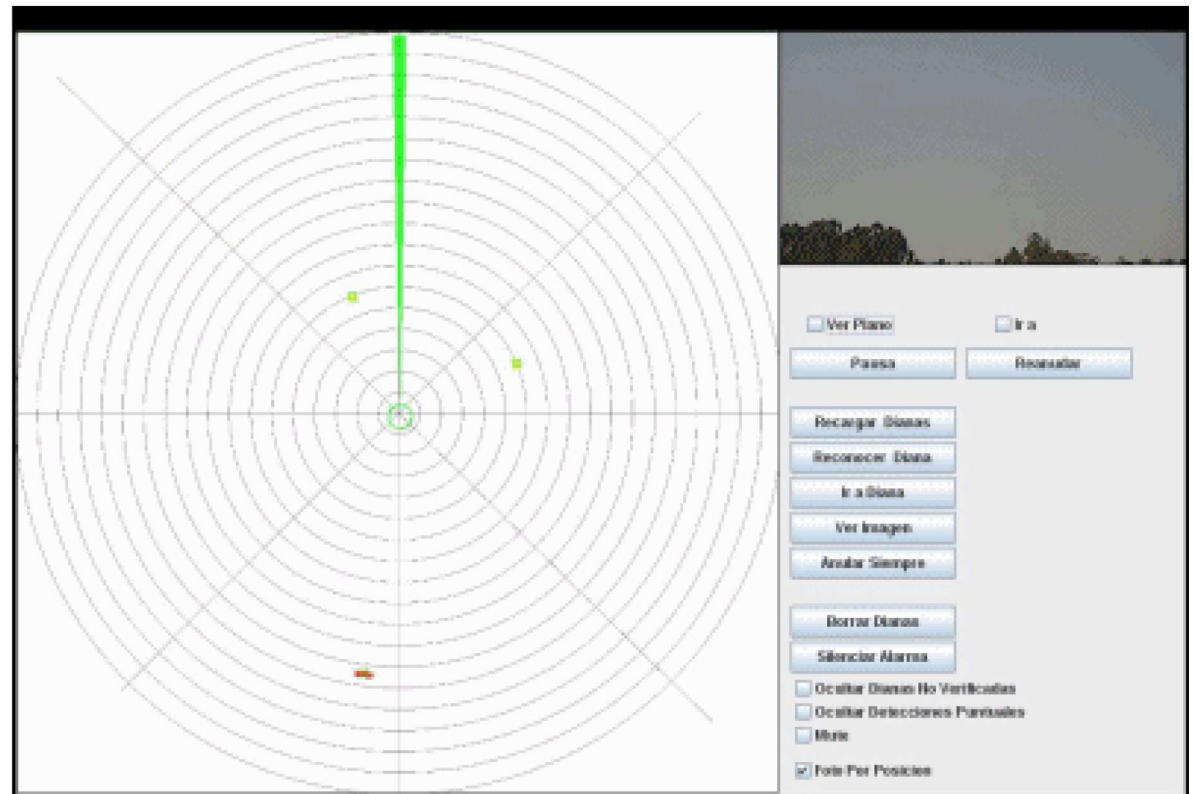 Ver Plano
Ir a
Pausa
Reanudar
Recargar Dianas
Reconocer Diana
Ir a Diana
Ver Imagen
Anular Siempre
Borrar Dianas
Silenciar Alarma
Ocultar Dianas No Verificadas
Ocultar Detecciones Puntuales
Mute
Foto Por Posicion